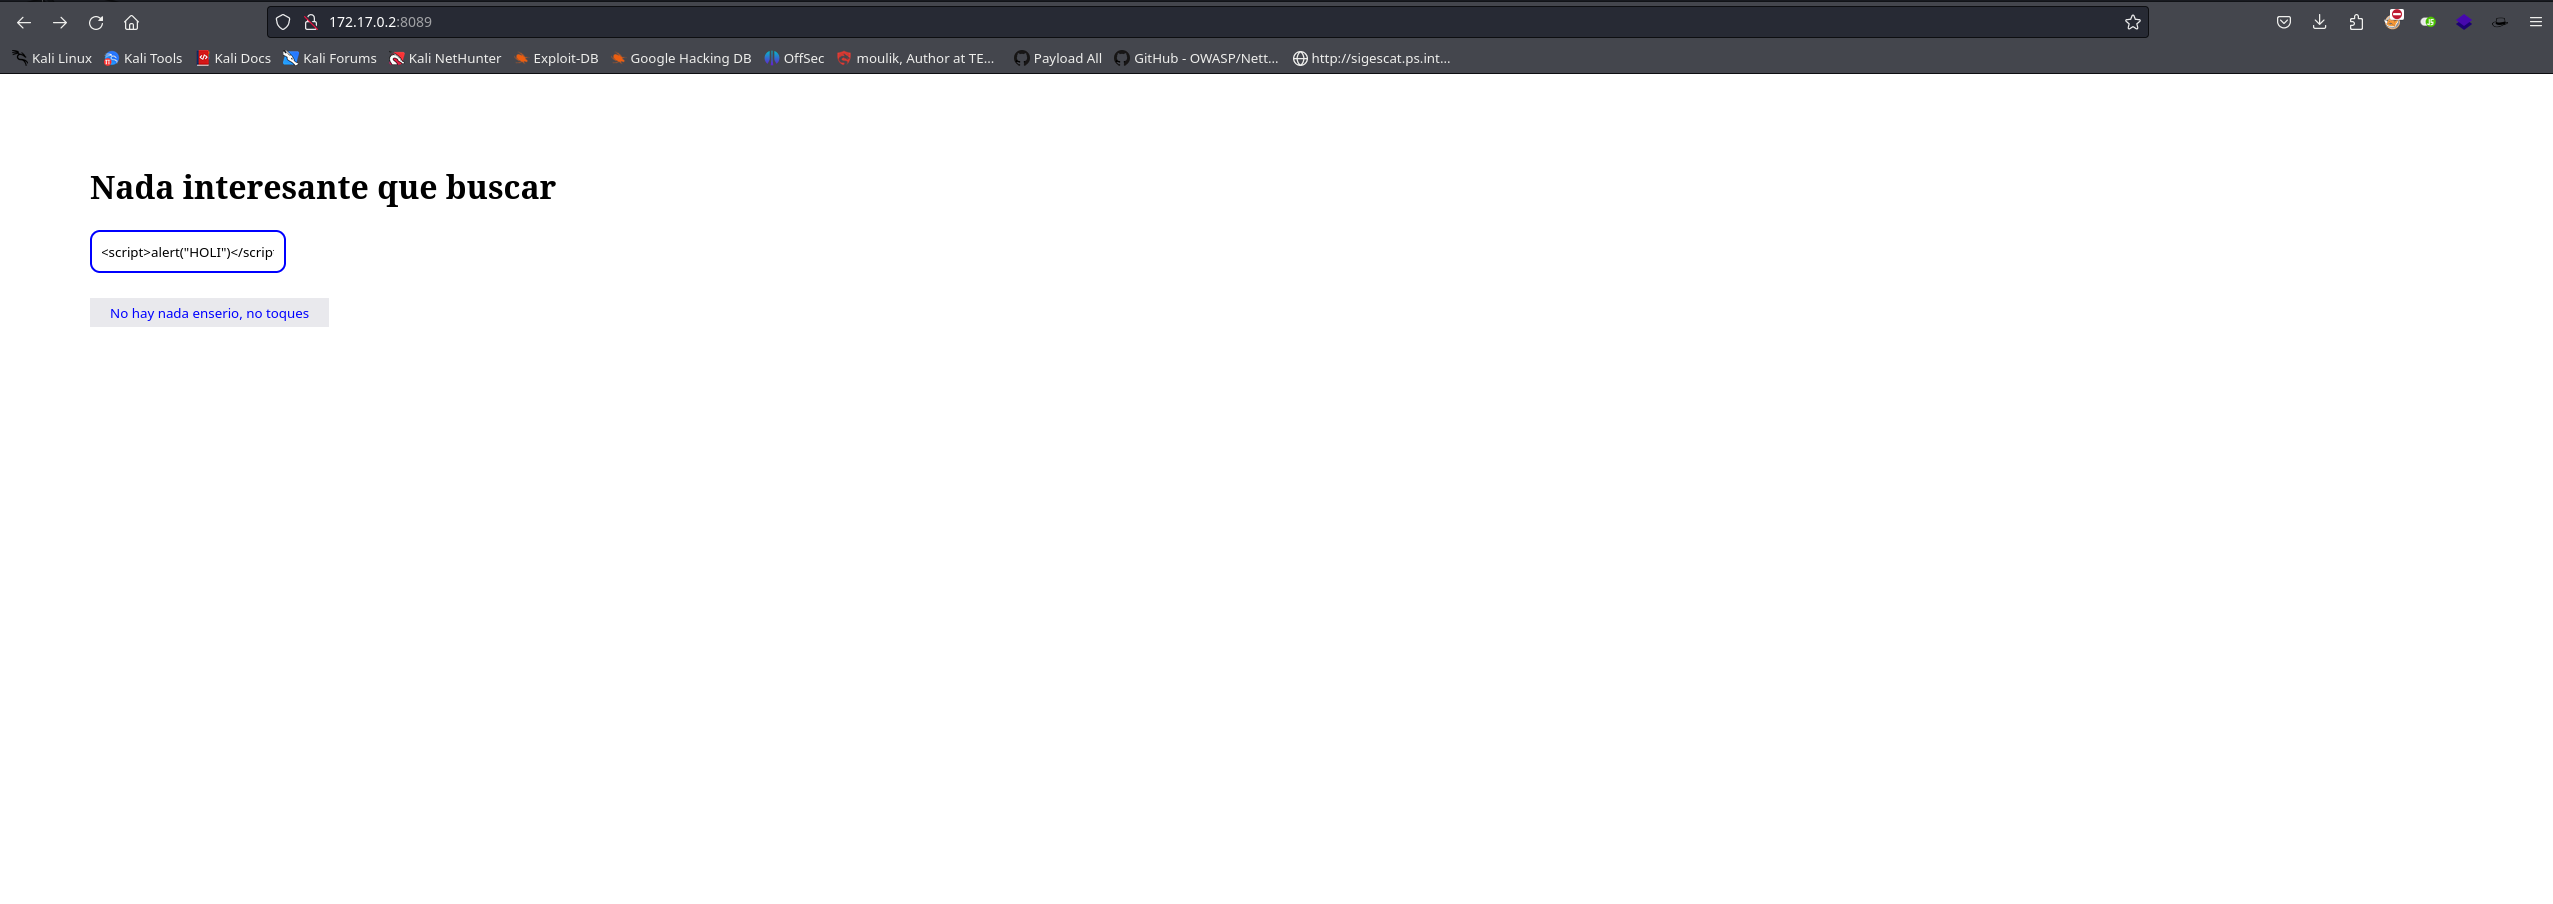 172.17.0.2:8089
Kali Linux Kali Tools Kali Docs Kali Forums Kali NetHunter Exploit-DB Google Hacking DB OffSec moulik, Author at TE... Payload All GitHub - OWASP/Nett... http://sigescat.ps.int...
Nada interesante que buscar
<script>alert("HOLI")</script
No hay nada enserio, no toques